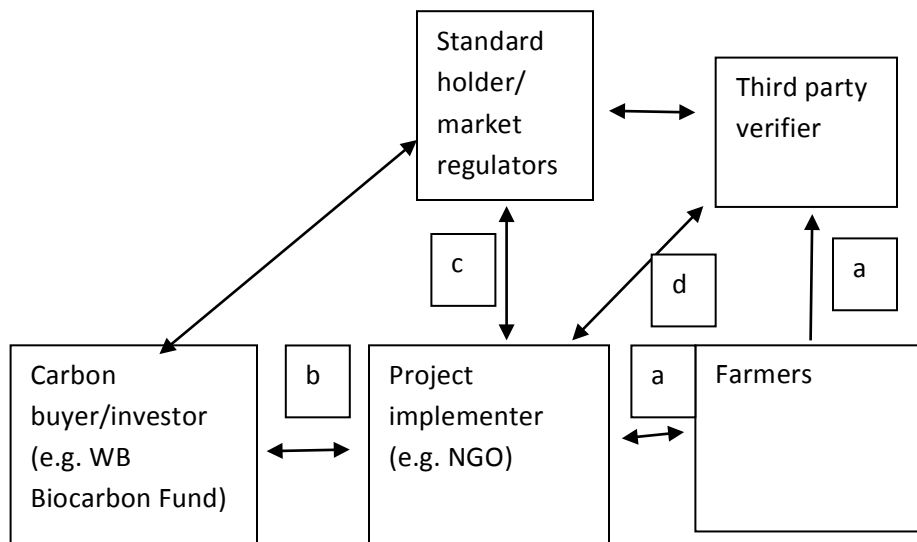 Standard
holder/
market
regulators
Third party
verifier
c
d
a
Carbon
buyer/investor
(e.g. WB
Biocarbon Fund)
b
Project
implementer
(e.g. NGO)
a
Farmers